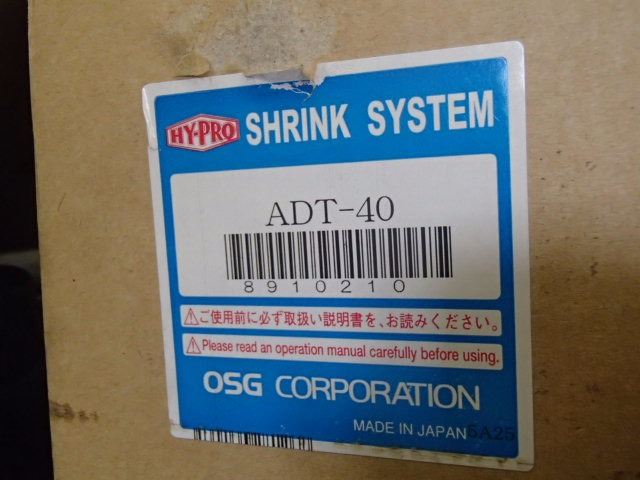 HY-PRO SHRINK SYSTEM
ADT-40
8910210
⚠ご使用前に必ず取扱い説明書を、お読みください。
⚠Please read an operation manual carefully before using.
OSG CORPORATION
MADE IN JAPAN 5A25